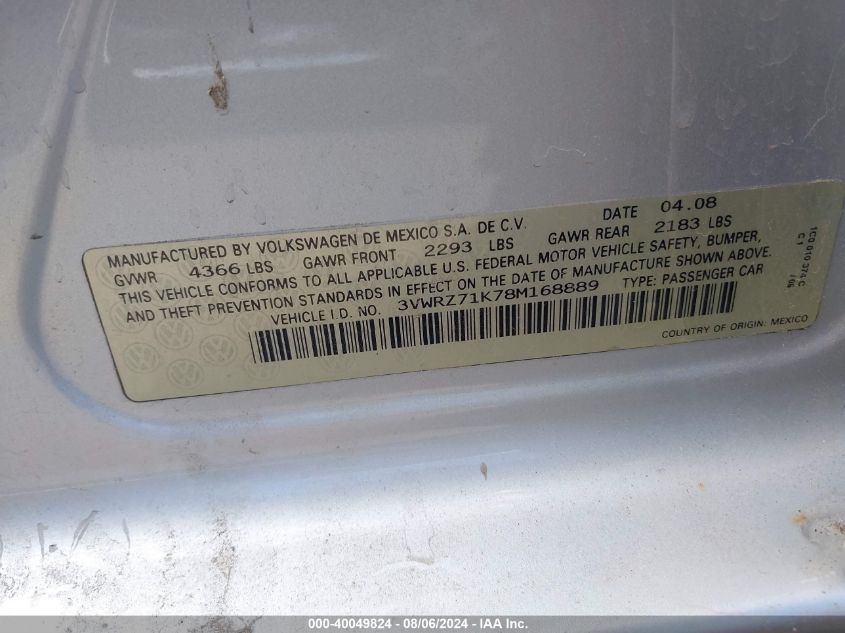 MANUFACTURED BY VOLKSWAGEN DE MEXICO S.A. DE C.V. DATE 04.08
GVWR 4366 LBS GAWR FRONT 2293 LBS GAWR REAR 2183 LBS
THIS VEHICLE CONFORMS TO ALL APPLICABLE U.S. FEDERAL MOTOR VEHICLE SAFETY, BUMPER,
AND THEFT PREVENTION STANDARDS IN EFFECT ON THE DATE OF MANUFACTURE SHOWN ABOVE.
VEHICLE I.D. NO. 3VWRZ71K78M168889 TYPE: PASSENGER CAR
COUNTRY OF ORIGIN: MEXICO
1C0 010 374 C
000-40049824 - 08/06/2024 - IAA Inc.